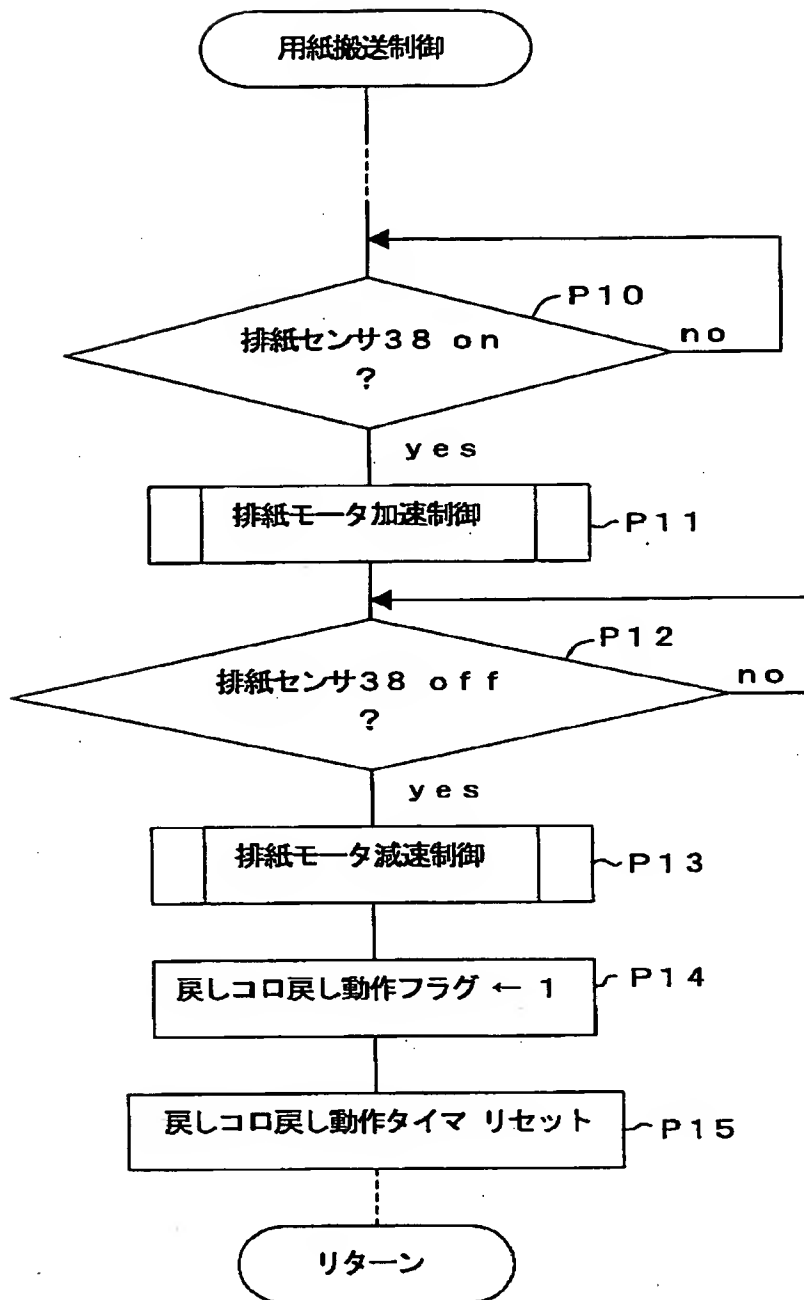 用紙搬送制御
P10
排紙センサ38 on
?
no
yes
排紙モータ加速制御
P11
P12
排紙センサ38 off
?
no
yes
排紙モータ減速制御
P13
戻しコロ戻し動作フラグ ← 1
P14
戻しコロ戻し動作タイマ リセット
P15
リターン